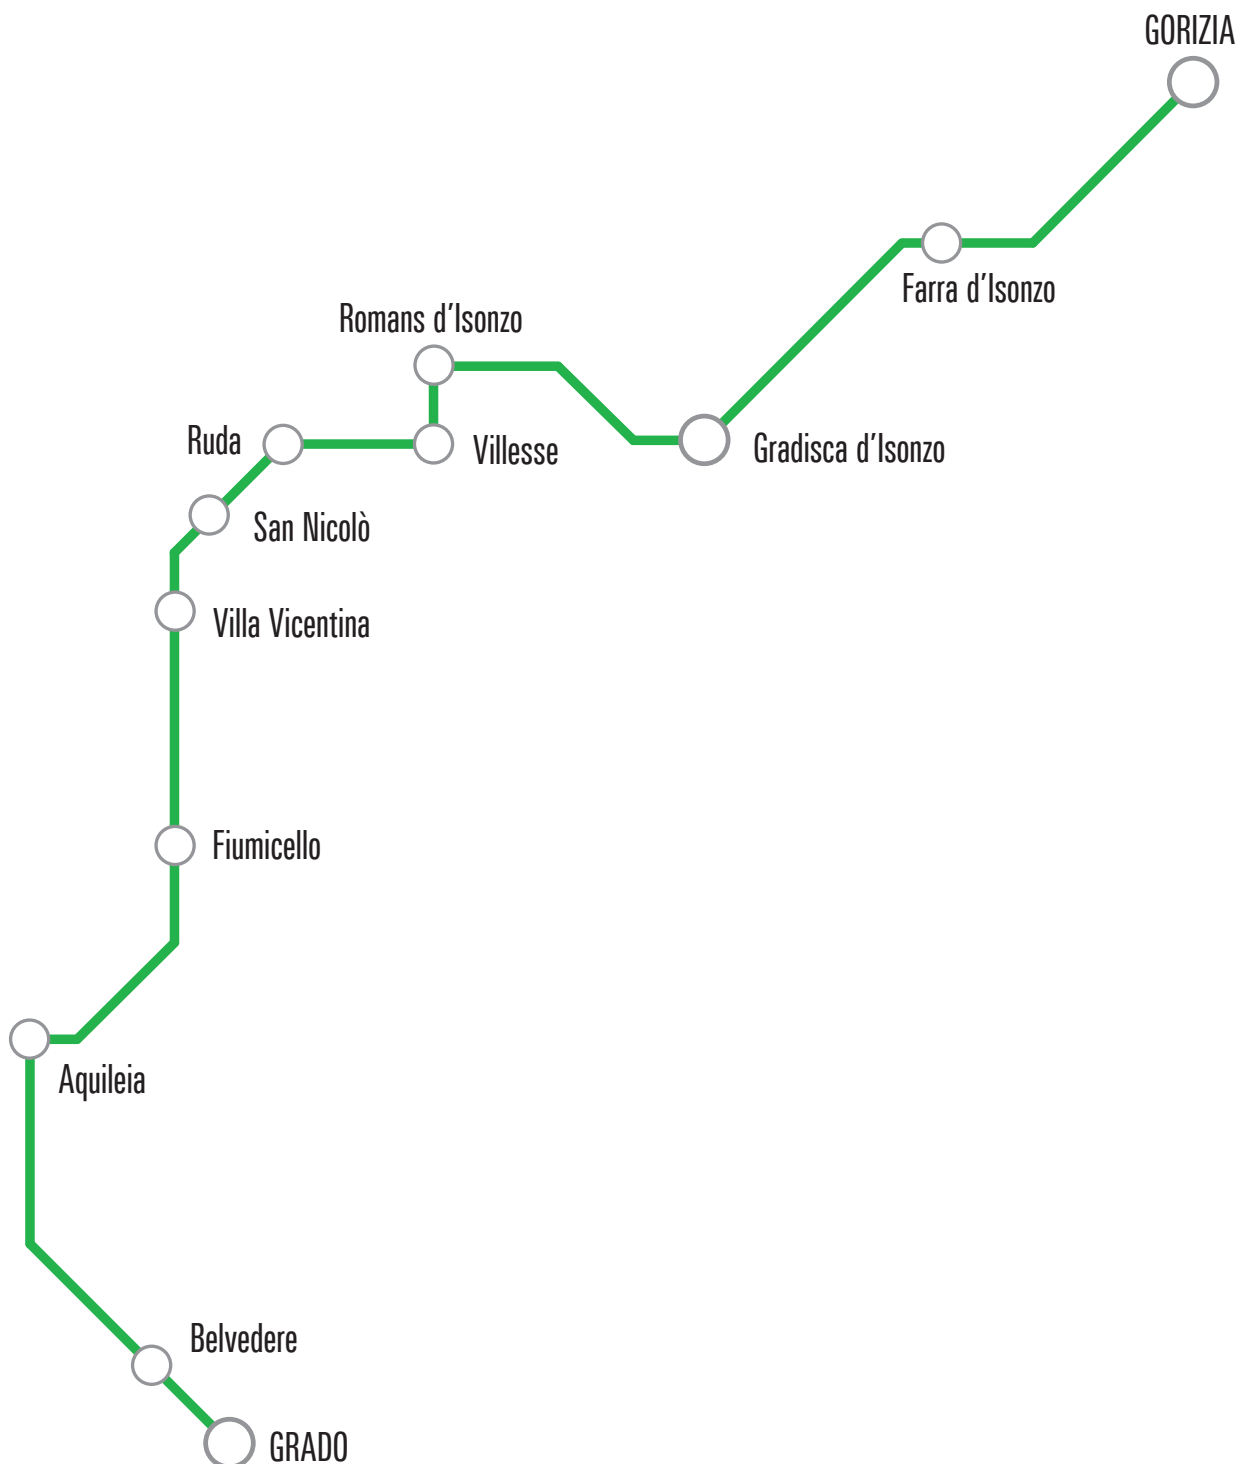 GORIZIA
Farra d'Isonzo
Romans d'Isonzo
Ruda
Villesse
Gradisca d'Isonzo
San Nicolò
Villa Vicentina
Fiumicello
Aquileia
Belvedere
GRADO